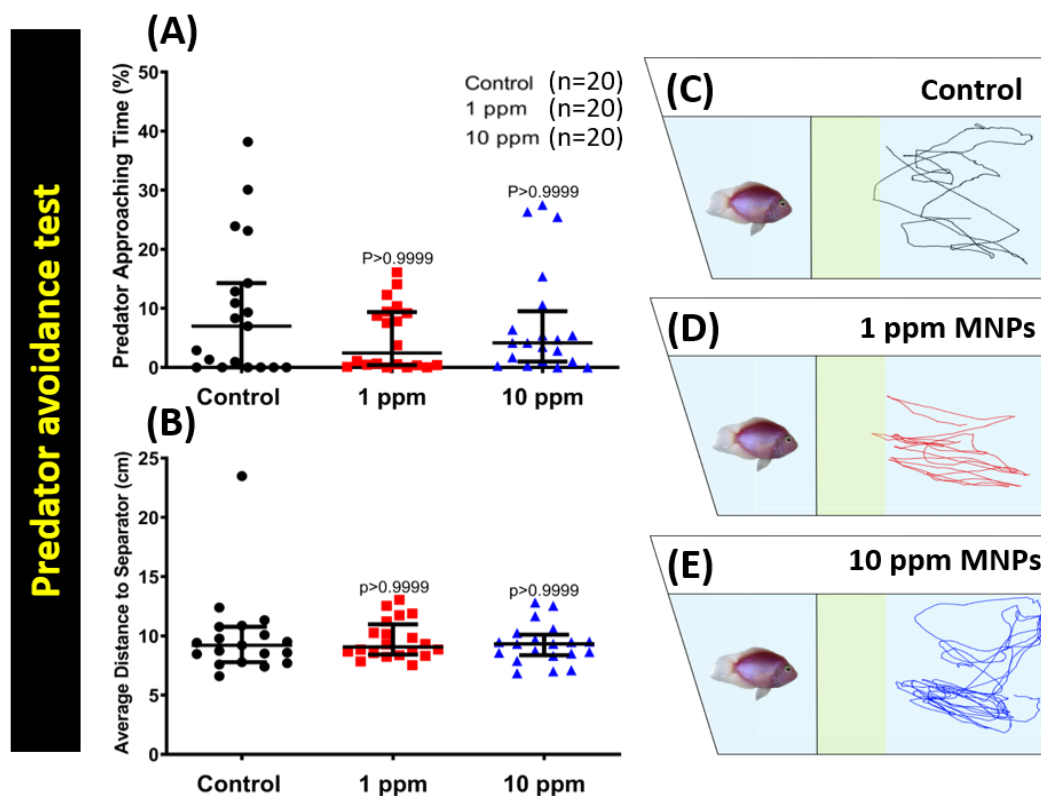 Predator avoidance test
(A)
Predator Approaching Time (%)
50
40
30
20
10
0
Control (n=20)
1 ppm (n=20)
10 ppm (n=20)
P>0.9999
P>0.9999
Control
1 ppm
10 ppm
(B)
Average Distance to Separator (cm)
25
20
15
10
5
0
p>0.9999
p>0.9999
Control
1 ppm
10 ppm
(C)
Control
(D)
1 ppm MNPs
(E)
10 ppm MNPs